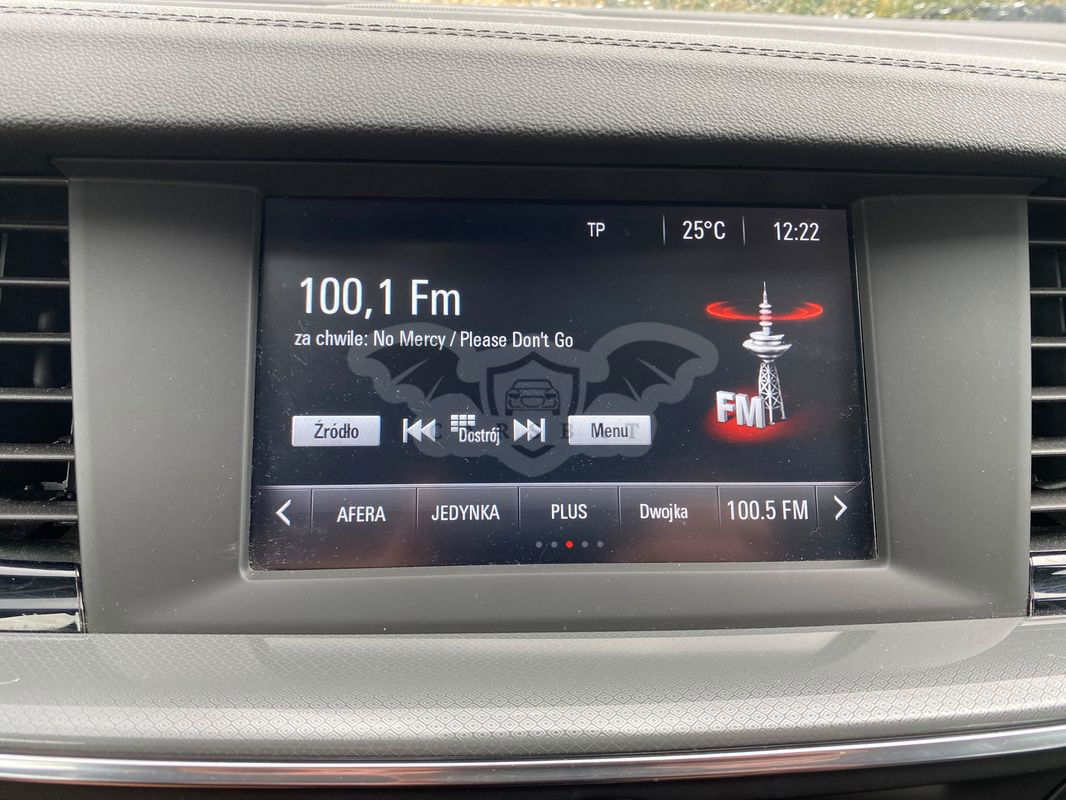 TP 25°C 12:22
100,1 Fm
za chwile: No Mercy / Please Don't Go
FM
Źródło Dostrój Menu
AFERA JEDYNKA PLUS Dwojka 100.5 FM